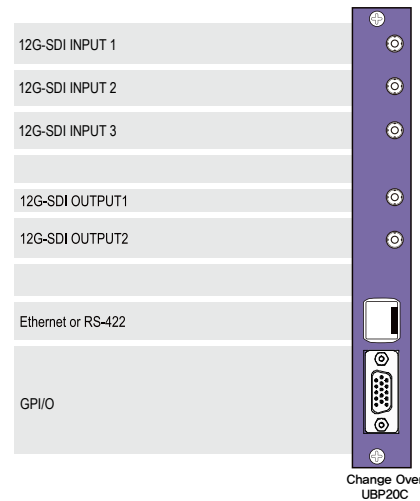 12G-SDI INPUT 1
12G-SDI INPUT 2
12G-SDI INPUT 3
12G-SDI OUTPUT1
12G-SDI OUTPUT2
Ethernet or RS-422
GPI/O
Change Over
UBP20C